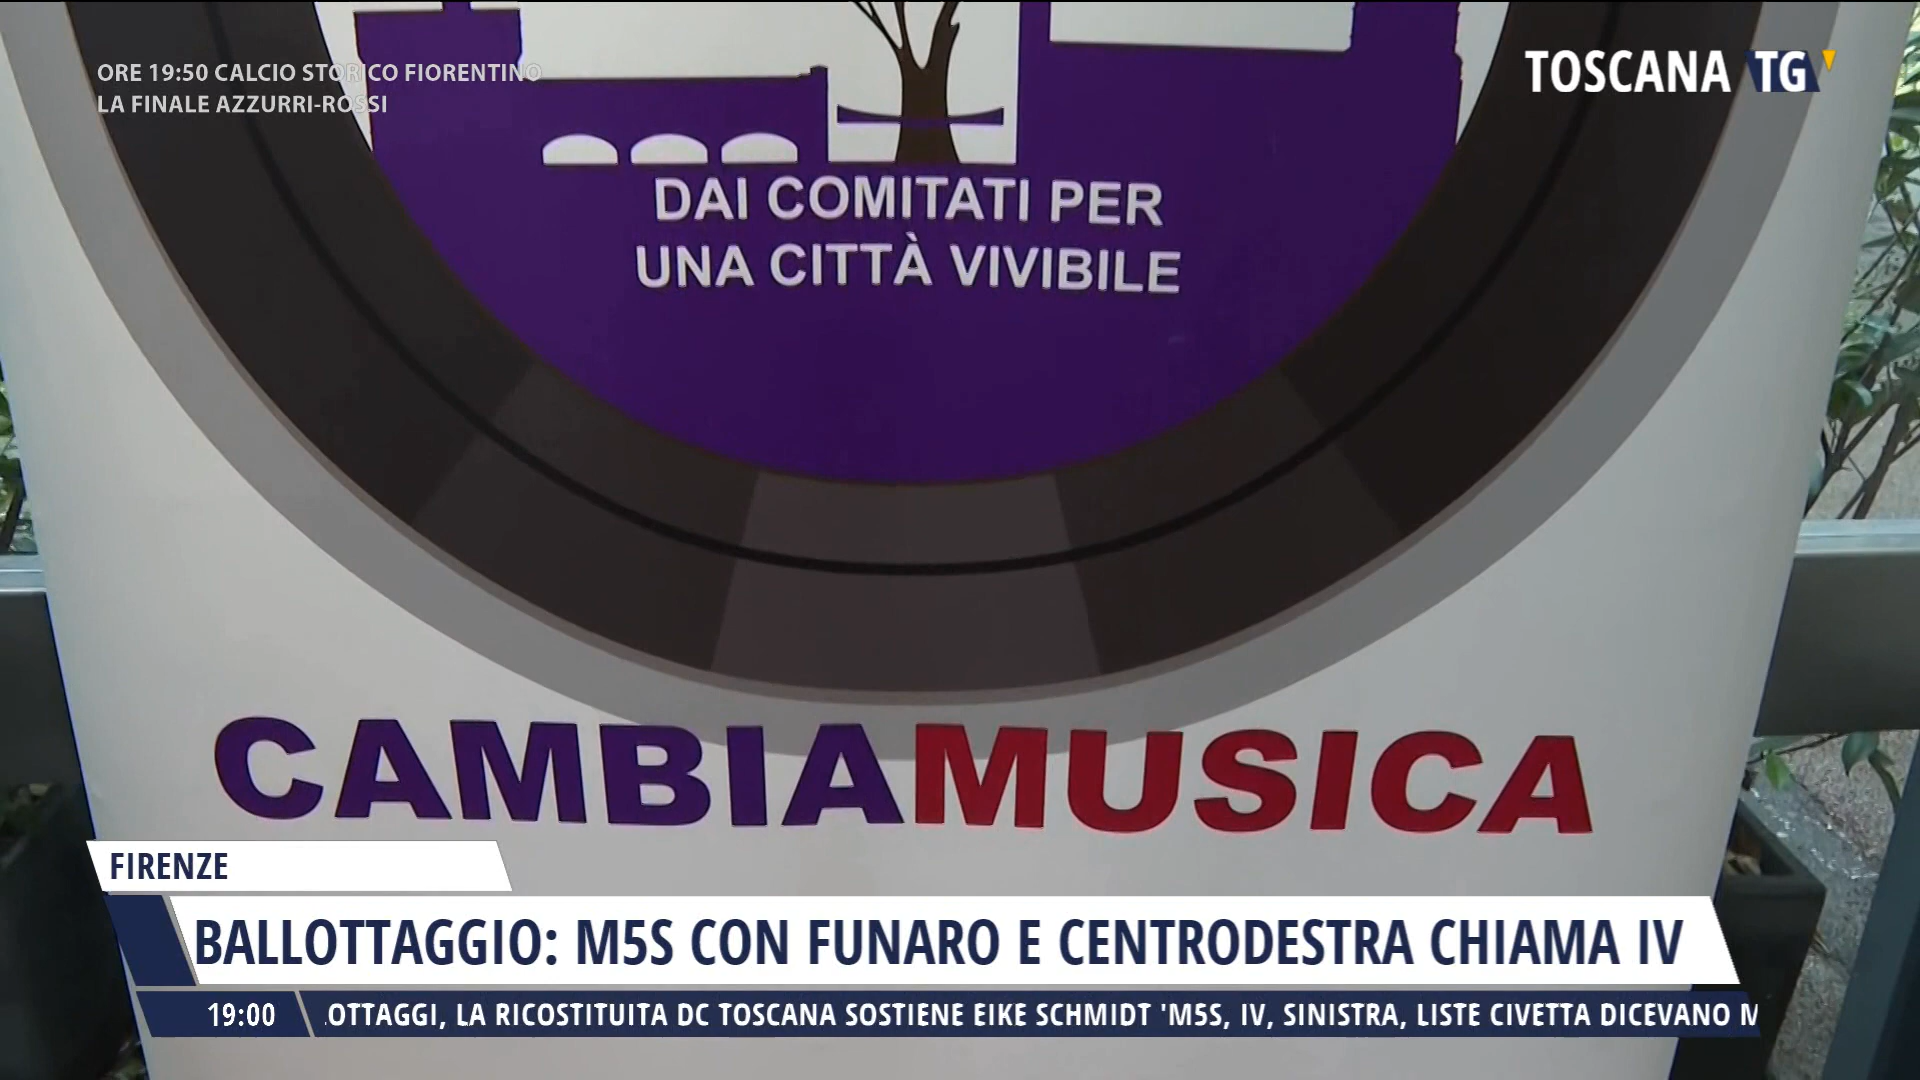 ORE 19:50 CALCIO STORICO FIORENTINO
LA FINALE AZZURRI-ROSSI
TOSCANA TG
DAI COMITATI PER
UNA CITTÀ VIVIBILE
CAMBIAMUSICA
FIRENZE
BALLOTTAGGIO: M5S CON FUNARO E CENTRODESTRA CHIAMA IV
19:00
OTTAGGI, LA RICOSTITUITA DC TOSCANA SOSTIENE EIKE SCHMIDT 'M5S, IV, SINISTRA, LISTE CIVETTA DICEVANO M